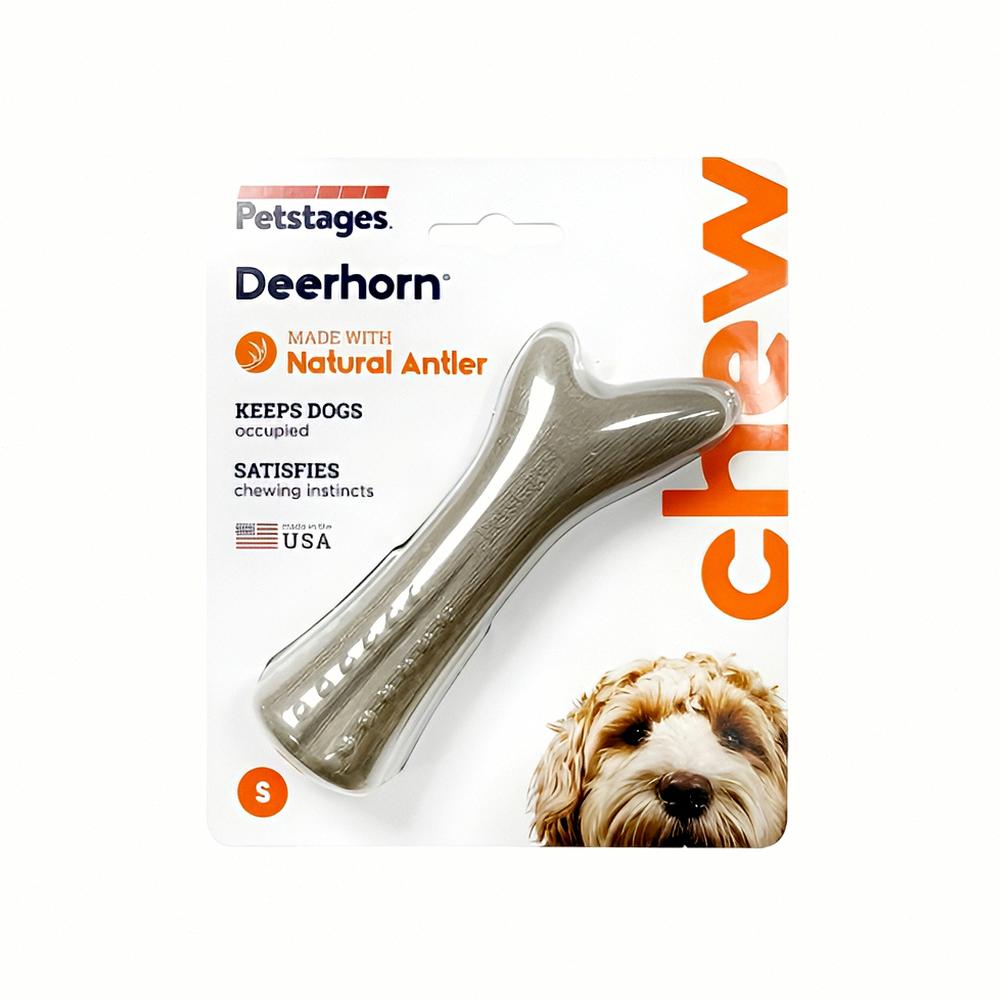 Petstages.
Deerhorn
MADE WITH
Natural Antler
KEEPS DOGS
occupied
SATISFIES
chewing instincts
made in the
USA
S
chew